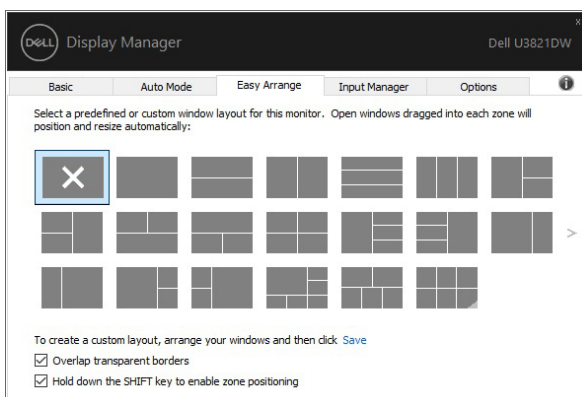 x
DELL Display Manager Dell U3821DW
Basic Auto Mode Easy Arrange Input Manager Options
Select a predefined or custom window layout for this monitor. Open windows dragged into each zone will
position and resize automatically:
To create a custom layout, arrange your windows and then click Save
Overlap transparent borders
Hold down the SHIFT key to enable zone positioning